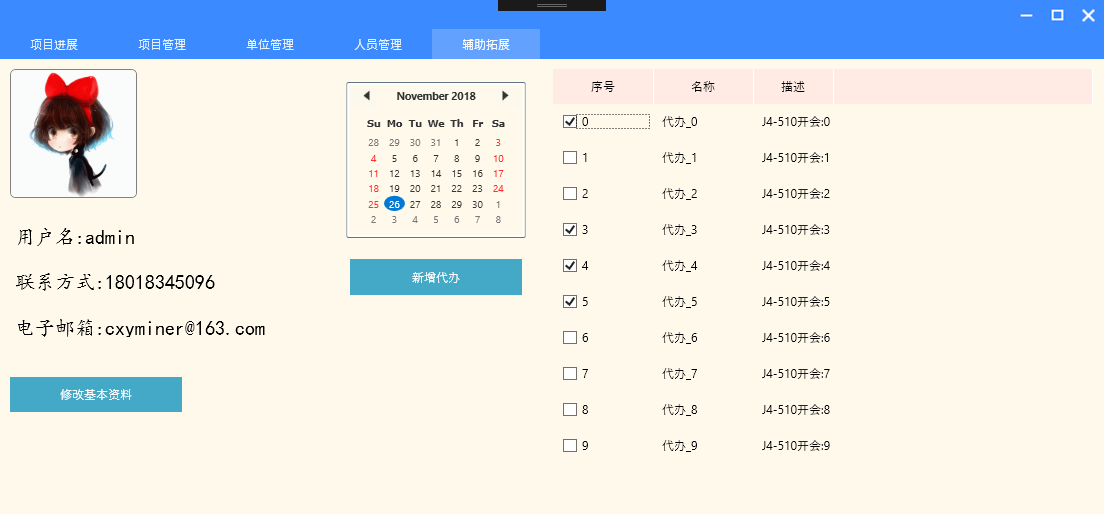 项目进展 项目管理 单位管理 人员管理 辅助拓展
用户名:admin
联系方式:18018345096
电子邮箱:cxyminer@163.com
修改基本资料
November 2018
Su Mo Tu We Th Fr Sa
28 29 30 31 1 2 3
4 5 6 7 8 9 10
11 12 13 14 15 16 17
18 19 20 21 22 23 24
25 26 27 28 29 30 1
2 3 4 5 6 7 8
新增代办
序号 名称 描述
0 代办_0 J4-510开会:0
1 代办_1 J4-510开会:1
2 代办_2 J4-510开会:2
3 代办_3 J4-510开会:3
4 代办_4 J4-510开会:4
5 代办_5 J4-510开会:5
6 代办_6 J4-510开会:6
7 代办_7 J4-510开会:7
8 代办_8 J4-510开会:8
9 代办_9 J4-510开会:9